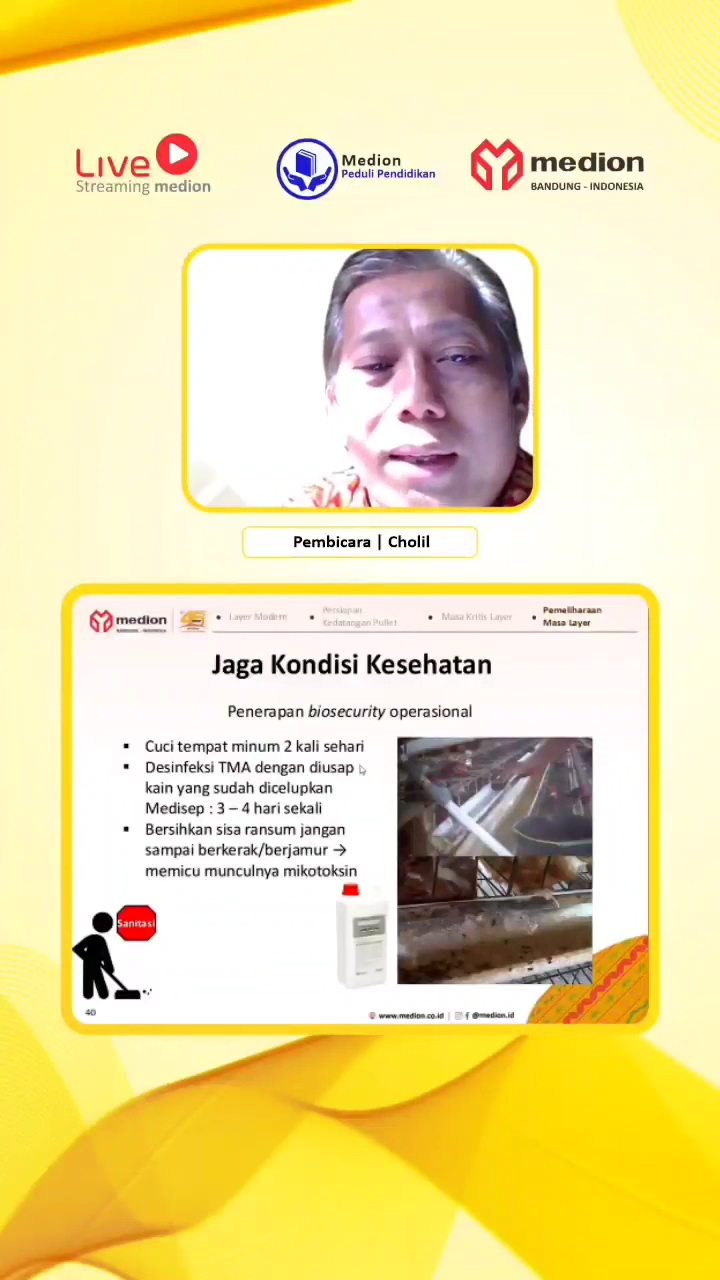 Live
Streaming medion
Medion
Peduli Pendidikan
medion
BANDUNG - INDONESIA
Pembicara | Cholil
medion
BANDUNG - INDONESIA
• Layer Modern
• Persiapan
Kedatangan Pullet
• Masa Kritis Layer
• Pemeliharaan
Masa Layer
Jaga Kondisi Kesehatan
Penerapan biosecurity operasional
▪ Cuci tempat minum 2 kali sehari
▪ Desinfeksi TMA dengan diusap
kain yang sudah dicelupkan
Medisep : 3 – 4 hari sekali
▪ Bersihkan sisa ransum jangan
sampai berkerak/berjamur →
memicu munculnya mikotoksin
Sanitasi
40
www.medion.co.id | @medion.id